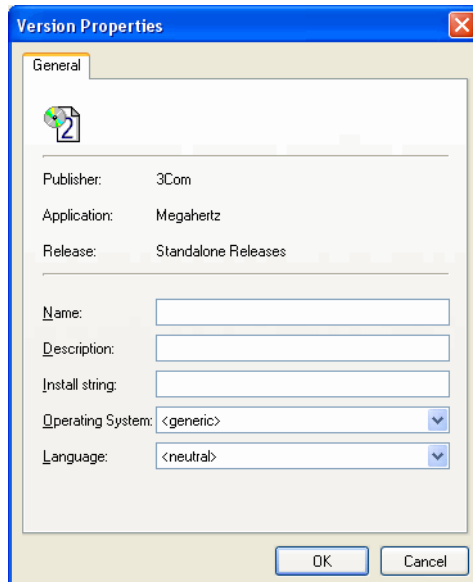 Version Properties
General
2
Publisher: 3Com
Application: Megahertz
Release: Standalone Releases
Name:
Description:
Install string:
Operating System: <generic>
Language: <neutral>
OK Cancel